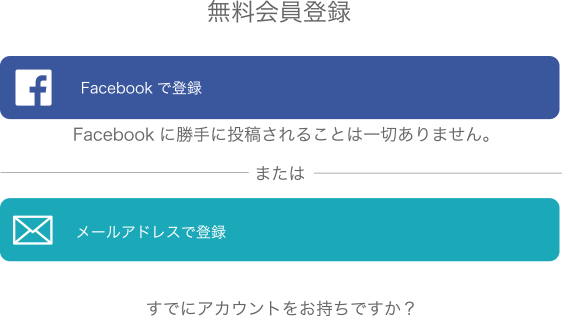 無料会員登録
Facebook で登録
Facebook に勝手に投稿されることは一切ありません。
または
メールアドレスで登録
すでにアカウントをお持ちですか？